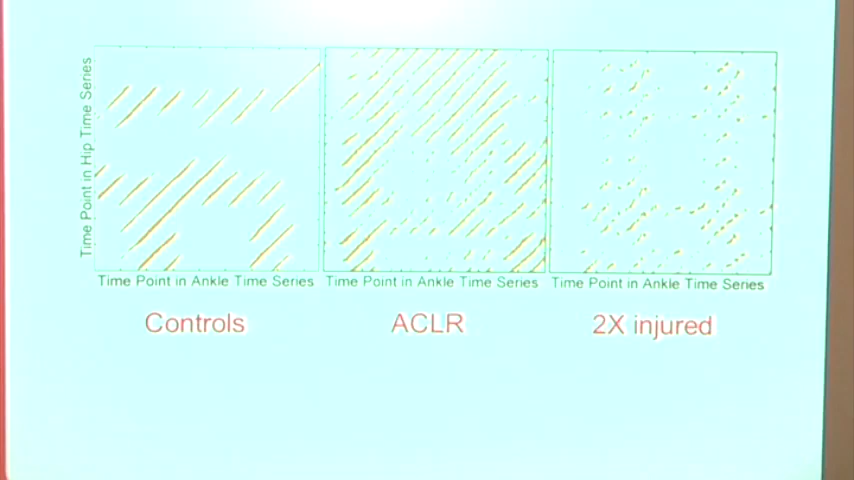 Time Point in Hip Time Series
Time Point in Ankle Time Series
Time Point in Ankle Time Series
Time Point in Ankle Time Series
Controls
ACLR
2X injured